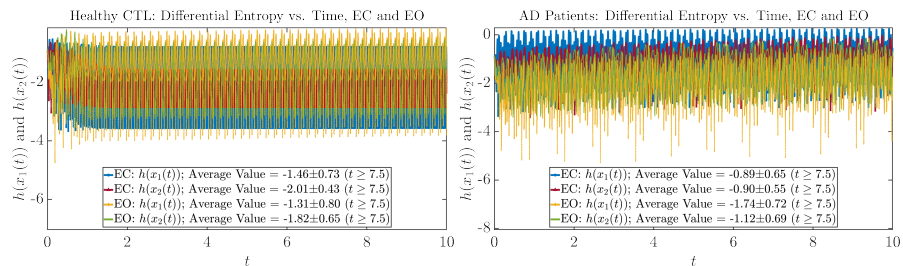 Healthy CTL: Differential Entropy vs. Time, EC and EO
h(x₁(t)) and h(x₂(t))
-2
-4
-6
EC: h(x₁(t)); Average Value = -1.46±0.73 (t ≥ 7.5)
EC: h(x₂(t)); Average Value = -2.01±0.43 (t ≥ 7.5)
EO: h(x₁(t)); Average Value = -1.31±0.80 (t ≥ 7.5)
EO: h(x₂(t)); Average Value = -1.82±0.65 (t ≥ 7.5)
0 2 4 6 8 10
t
AD Patients: Differential Entropy vs. Time, EC and EO
h(x₁(t)) and h(x₂(t))
0
-2
-4
-6
-8
EC: h(x₁(t)); Average Value = -0.89±0.65 (t ≥ 7.5)
EC: h(x₂(t)); Average Value = -0.90±0.55 (t ≥ 7.5)
EO: h(x₁(t)); Average Value = -1.74±0.72 (t ≥ 7.5)
EO: h(x₂(t)); Average Value = -1.12±0.69 (t ≥ 7.5)
0 2 4 6 8 10
t